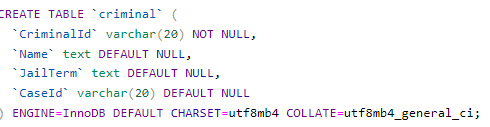 CREATE TABLE `criminal` (
`CriminalId` varchar(20) NOT NULL,
`Name` text DEFAULT NULL,
`JailTerm` text DEFAULT NULL,
`CaseId` varchar(20) DEFAULT NULL
) ENGINE=InnoDB DEFAULT CHARSET=utf8mb4 COLLATE=utf8mb4_general_ci;